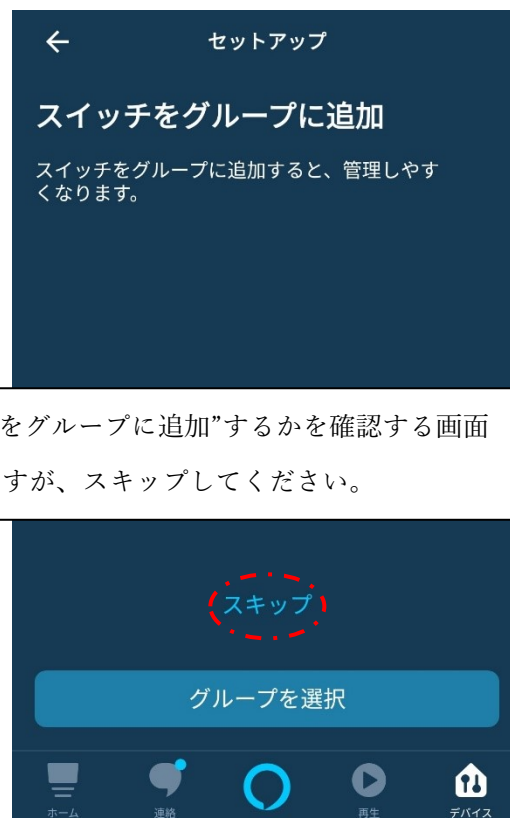 セットアップ
スイッチをグループに追加
スイッチをグループに追加すると、管理しやす
くなります。
をグループに追加”するかを確認する画面
すが、スキップしてください。
スキップ
グループを選択
ホーム
連絡
再生
デバイス